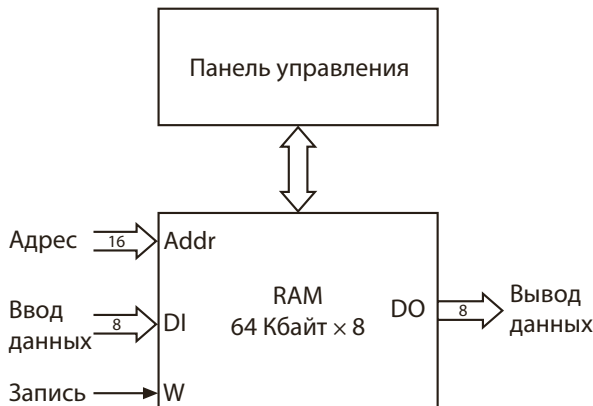 Панель управления
Адрес 16 Addr
RAM
64 Кбайт × 8
Ввод
данных 8 DI
DO 8 Вывод
данных
Запись W